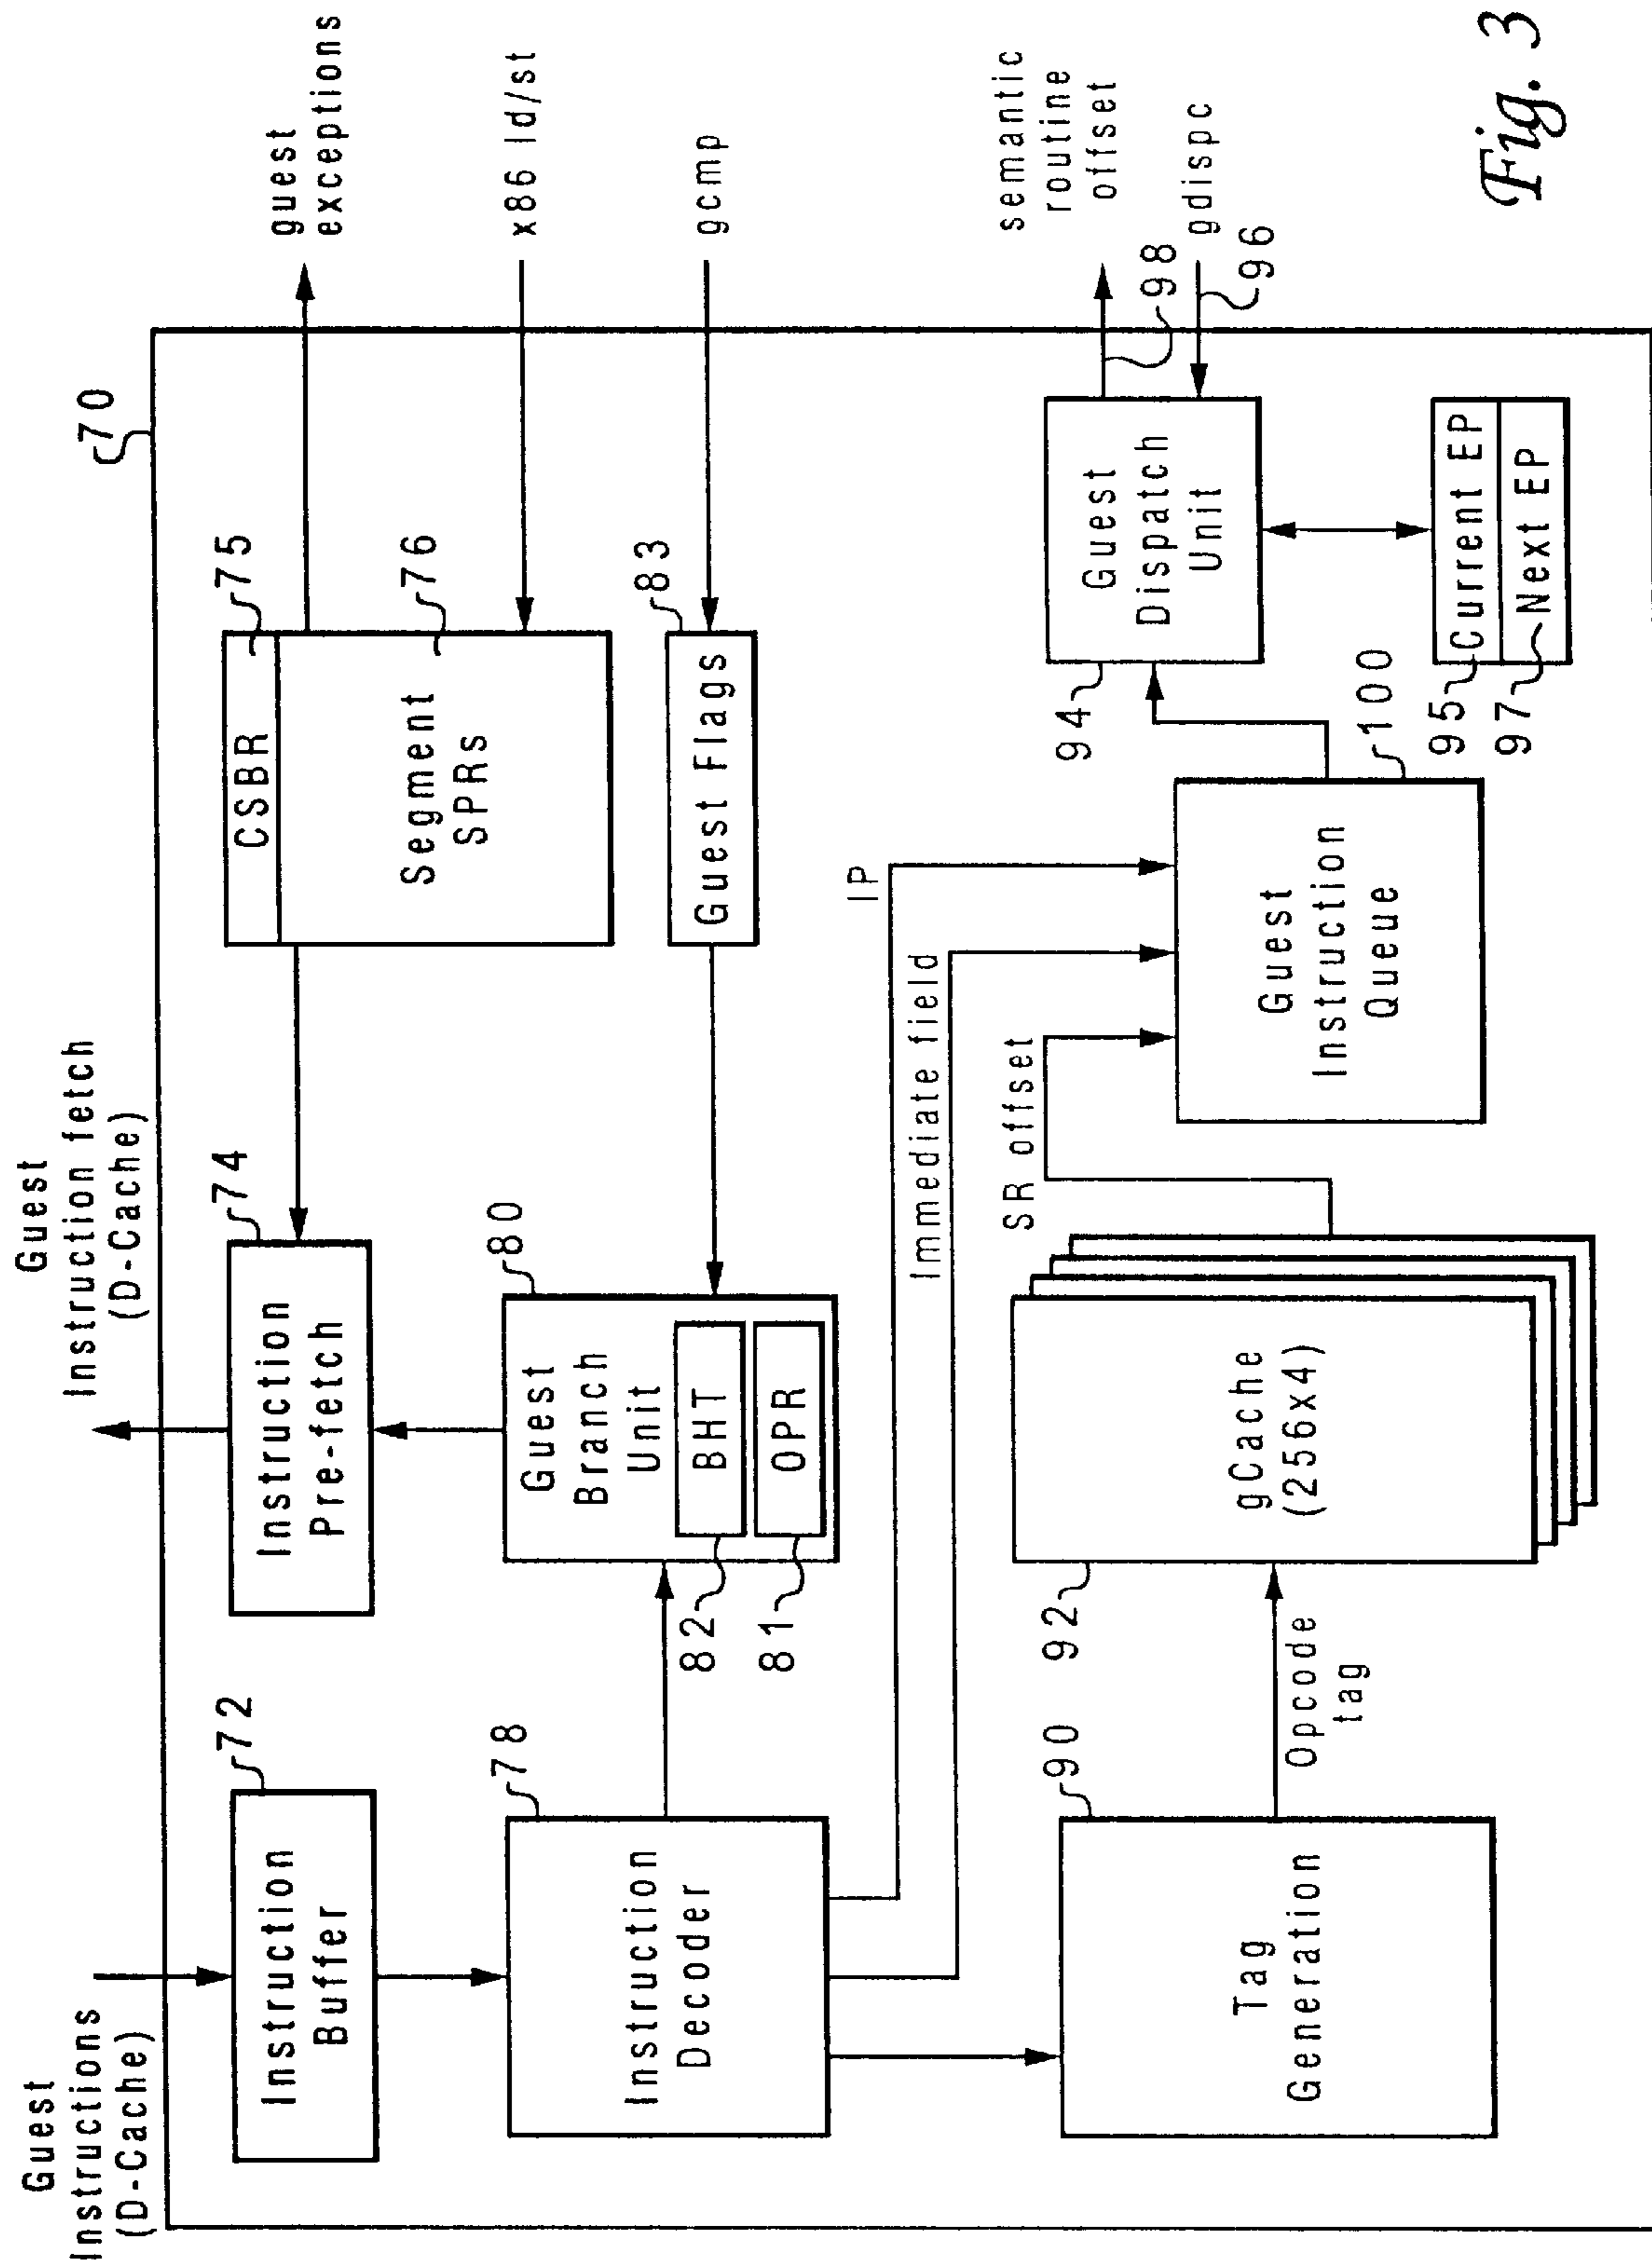 Guest
Instructions
(D-Cache)
Guest
Instruction fetch
(D-Cache)
70
72
Instruction
Buffer
74
Instruction
Pre-fetch
CSBR
75
Segment
SPRs
76
guest
exceptions
x86 ld/st
78
Instruction
Decoder
80
Guest
Branch
Unit
82
BHT
81
OPR
83
Guest Flags
gcmp
IP
Immediate field
SR offset
90
Tag
Generation
Opcode
tag
92
gCache
(256x4)
Guest
Instruction
Queue
100
94
Guest
Dispatch
Unit
98
semantic
routine
offset
gdispc
96
95
Current EP
97
Next EP
Fig. 3